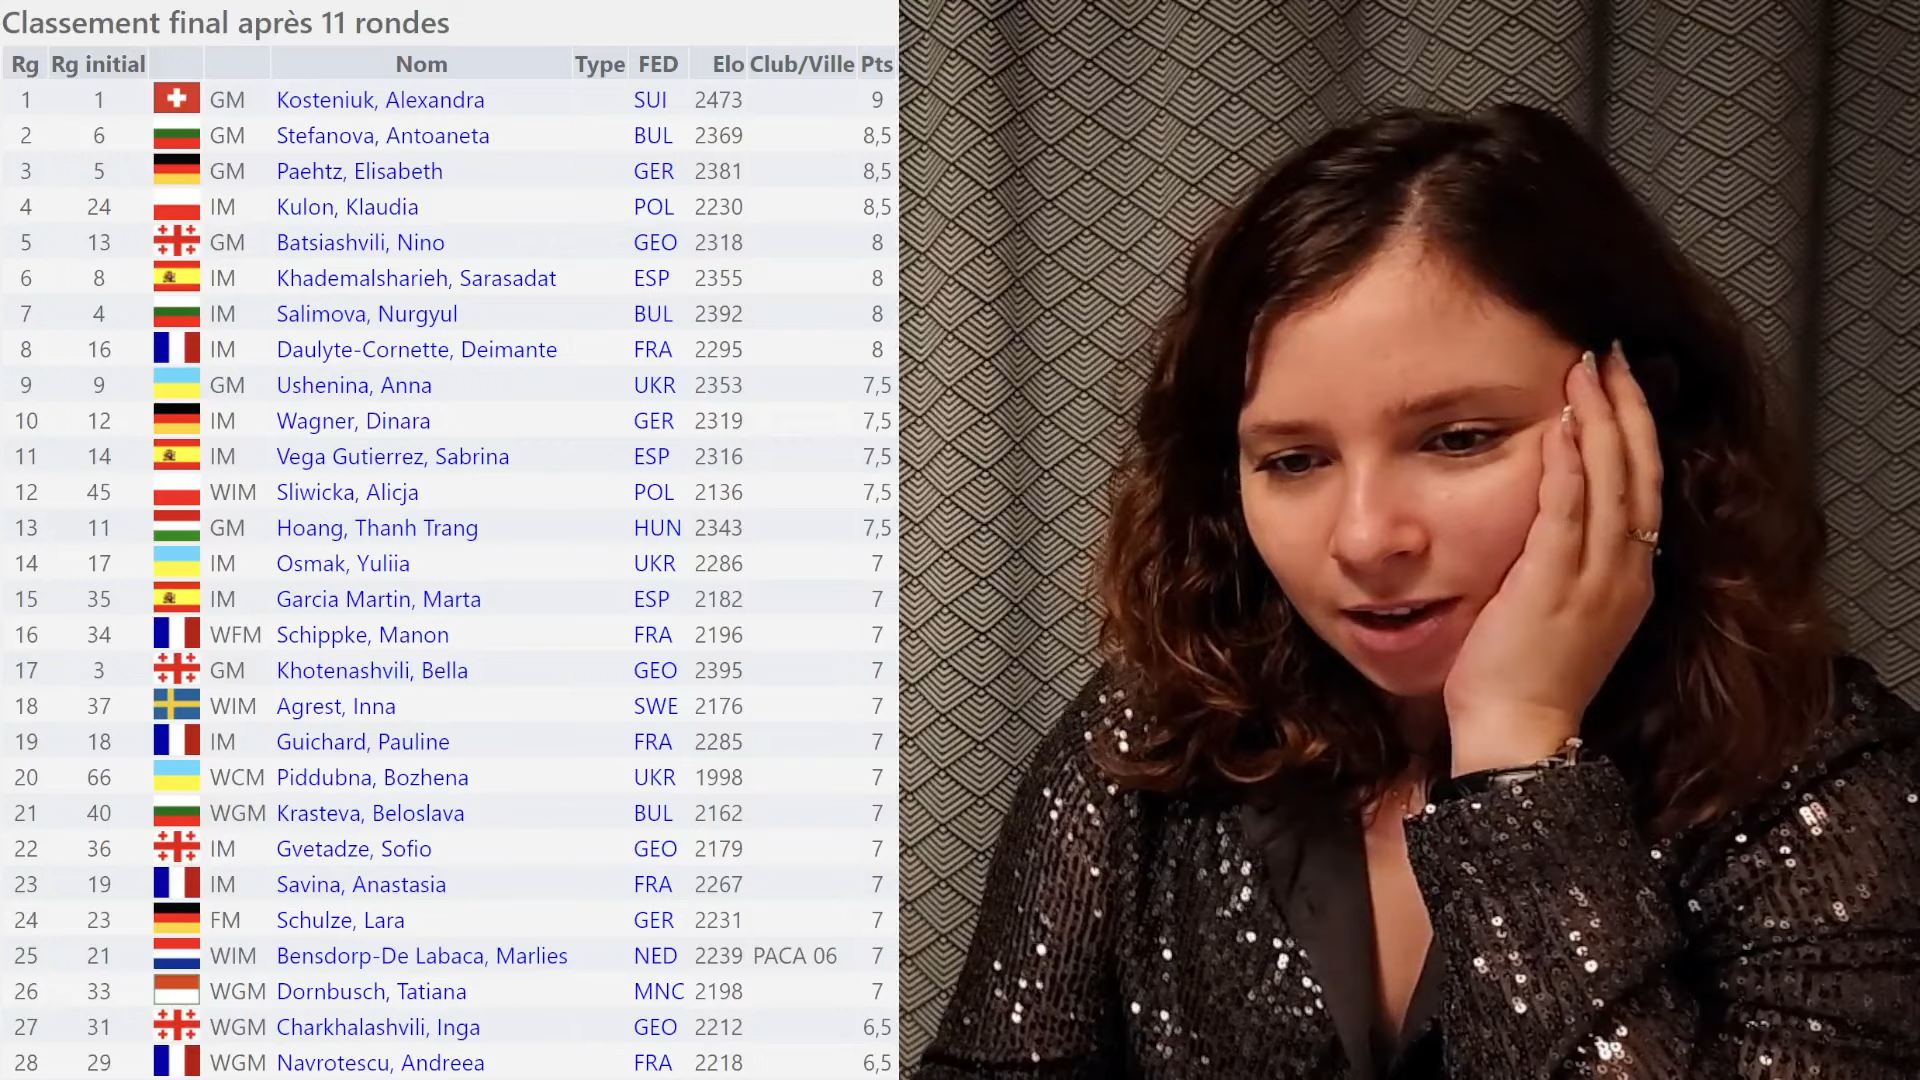 Classement final après 11 rondes
Rg Rg initial Nom Type FED Elo Club/Ville Pts
1 1 GM Kosteniuk, Alexandra SUI 2473 9
2 6 GM Stefanova, Antoaneta BUL 2369 8,5
3 5 GM Paehtz, Elisabeth GER 2381 8,5
4 24 IM Kulon, Klaudia POL 2230 8,5
5 13 GM Batsiashvili, Nino GEO 2318 8
6 8 IM Khademalsharieh, Sarasadat ESP 2355 8
7 4 IM Salimova, Nurgyul BUL 2392 8
8 16 IM Daulyte-Cornette, Deimante FRA 2295 8
9 9 GM Ushenina, Anna UKR 2353 7,5
10 12 IM Wagner, Dinara GER 2319 7,5
11 14 IM Vega Gutierrez, Sabrina ESP 2316 7,5
12 45 WIM Sliwicka, Alicja POL 2136 7,5
13 11 GM Hoang, Thanh Trang HUN 2343 7,5
14 17 IM Osmak, Yuliia UKR 2286 7
15 35 IM Garcia Martin, Marta ESP 2182 7
16 34 WFM Schippke, Manon FRA 2196 7
17 3 GM Khotenashvili, Bella GEO 2395 7
18 37 WIM Agrest, Inna SWE 2176 7
19 18 IM Guichard, Pauline FRA 2285 7
20 66 WCM Piddubna, Bozhena UKR 1998 7
21 40 WGM Krasteva, Beloslava BUL 2162 7
22 36 IM Gvetadze, Sofio GEO 2179 7
23 19 IM Savina, Anastasia FRA 2267 7
24 23 FM Schulze, Lara GER 2231 7
25 21 WIM Bensdorp-De Labaca, Marlies NED 2239 PACA 06 7
26 33 WGM Dornbusch, Tatiana MNC 2198 7
27 31 WGM Charkhalashvili, Inga GEO 2212 6,5
28 29 WGM Navrotescu, Andreea FRA 2218 6,5